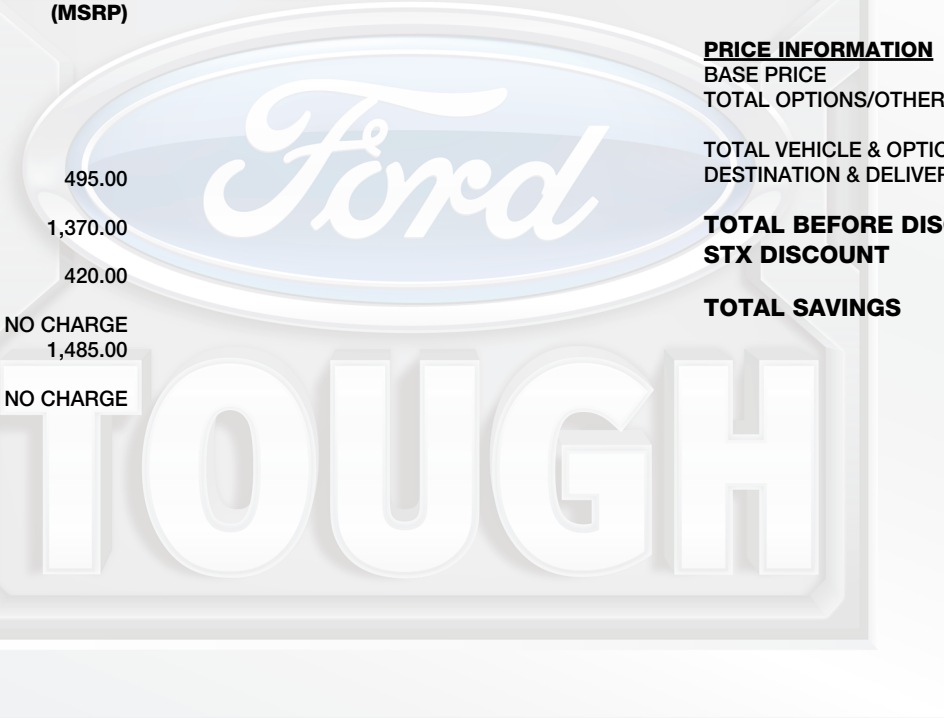 (MSRP)
495.00
1,370.00
420.00
NO CHARGE
1,485.00
NO CHARGE
PRICE INFORMATION
BASE PRICE
TOTAL OPTIONS/OTHER
TOTAL VEHICLE & OPTIO
DESTINATION & DELIVER
TOTAL BEFORE DISC
STX DISCOUNT
TOTAL SAVINGS
Ford
TOUGH